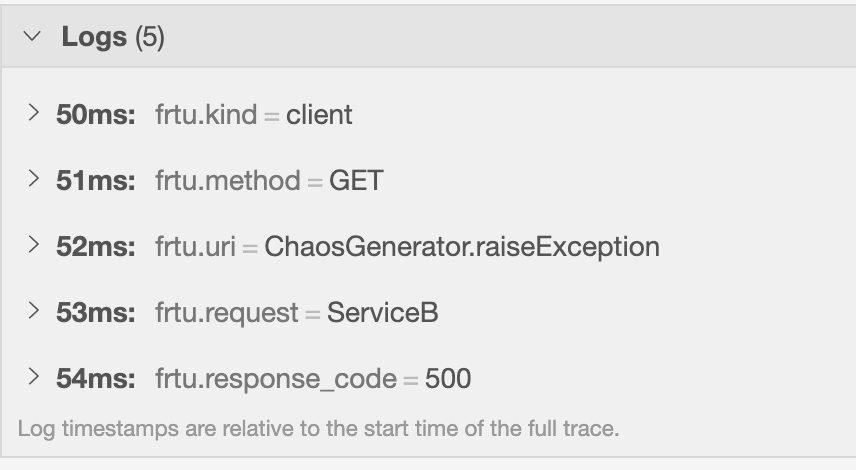 Logs (5)
50ms: frtu.kind = client
51ms: frtu.method = GET
52ms: frtu.uri = ChaosGenerator.raiseException
53ms: frtu.request = ServiceB
54ms: frtu.response_code = 500
Log timestamps are relative to the start time of the full trace.